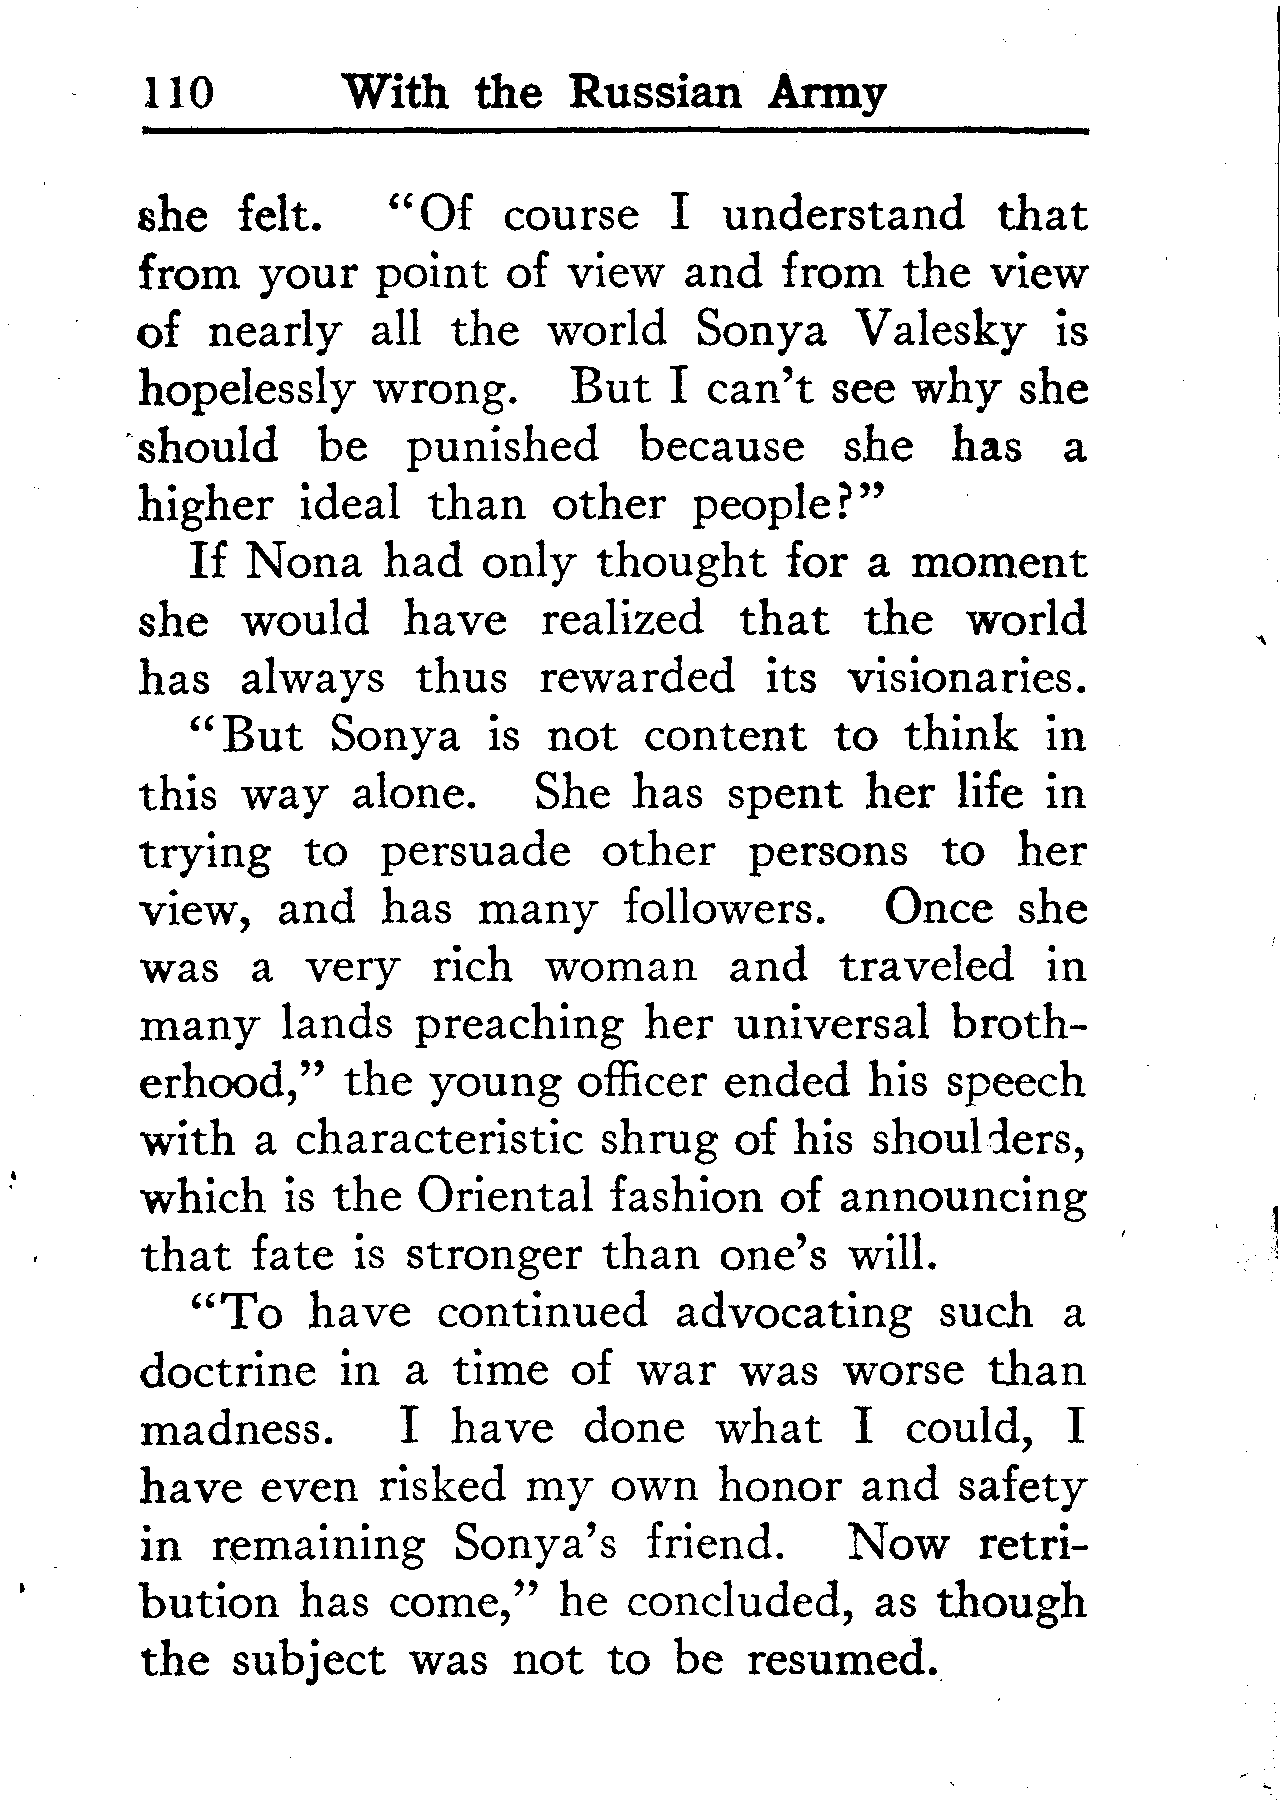 110 With the Russian Army
she felt. “Of course I understand that
from your point of view and from the view
of nearly all the world Sonya Valesky is
hopelessly wrong. But I can’t see why she
should be punished because she has a
higher ideal than other people?”
If Nona had only thought for a moment
she would have realized that the world
has always thus rewarded its visionaries.
“But Sonya is not content to think in
this way alone. She has spent her life in
trying to persuade other persons to her
view, and has many followers. Once she
was a very rich woman and traveled in
many lands preaching her universal broth-
erhood,” the young officer ended his speech
with a characteristic shrug of his shoulders,
which is the Oriental fashion of announcing
that fate is stronger than one’s will.
“To have continued advocating such a
doctrine in a time of war was worse than
madness. I have done what I could, I
have even risked my own honor and safety
in remaining Sonya’s friend. Now retri-
bution has come,” he concluded, as though
the subject was not to be resumed.